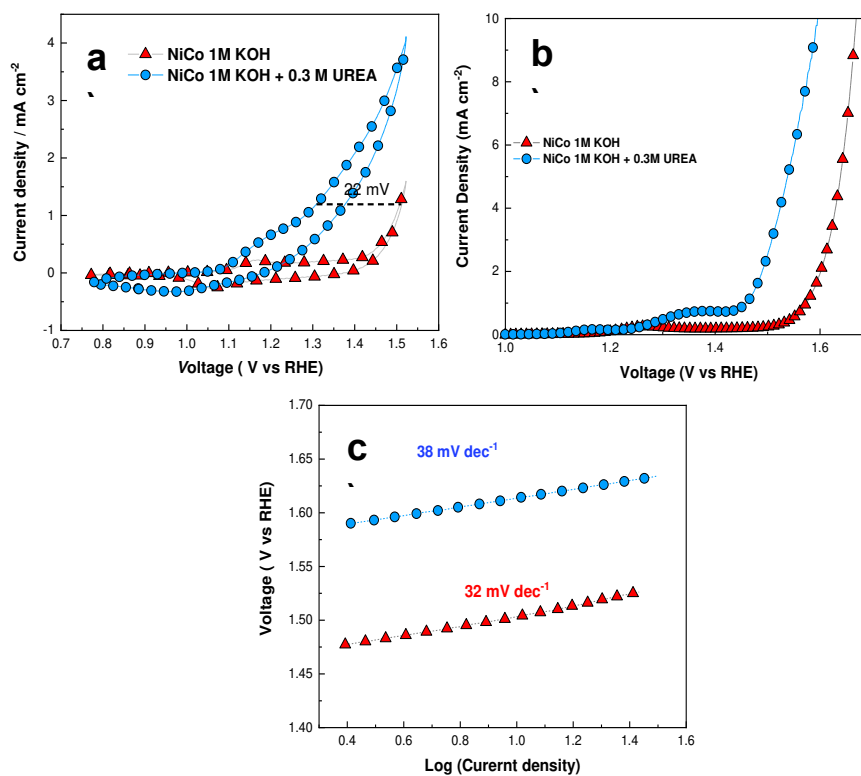 a
NiCo 1M KOH
NiCo 1M KOH + 0.3 M UREA
22 mV
Current density / mA cm-2
4
3
2
1
0
-1
0.7 0.8 0.9 1.0 1.1 1.2 1.3 1.4 1.5 1.6
Voltage ( V vs RHE)
b
NiCo 1M KOH
NiCo 1M KOH + 0.3M UREA
Current Density (mA cm-2)
10
8
6
4
2
0
1.0 1.2 1.4 1.6
Voltage (V vs RHE)
c
38 mV dec-1
32 mV dec-1
Voltage ( V vs RHE)
1.70
1.65
1.60
1.55
1.50
1.45
1.40
0.4 0.6 0.8 1.0 1.2 1.4 1.6
Log (Curernt density)